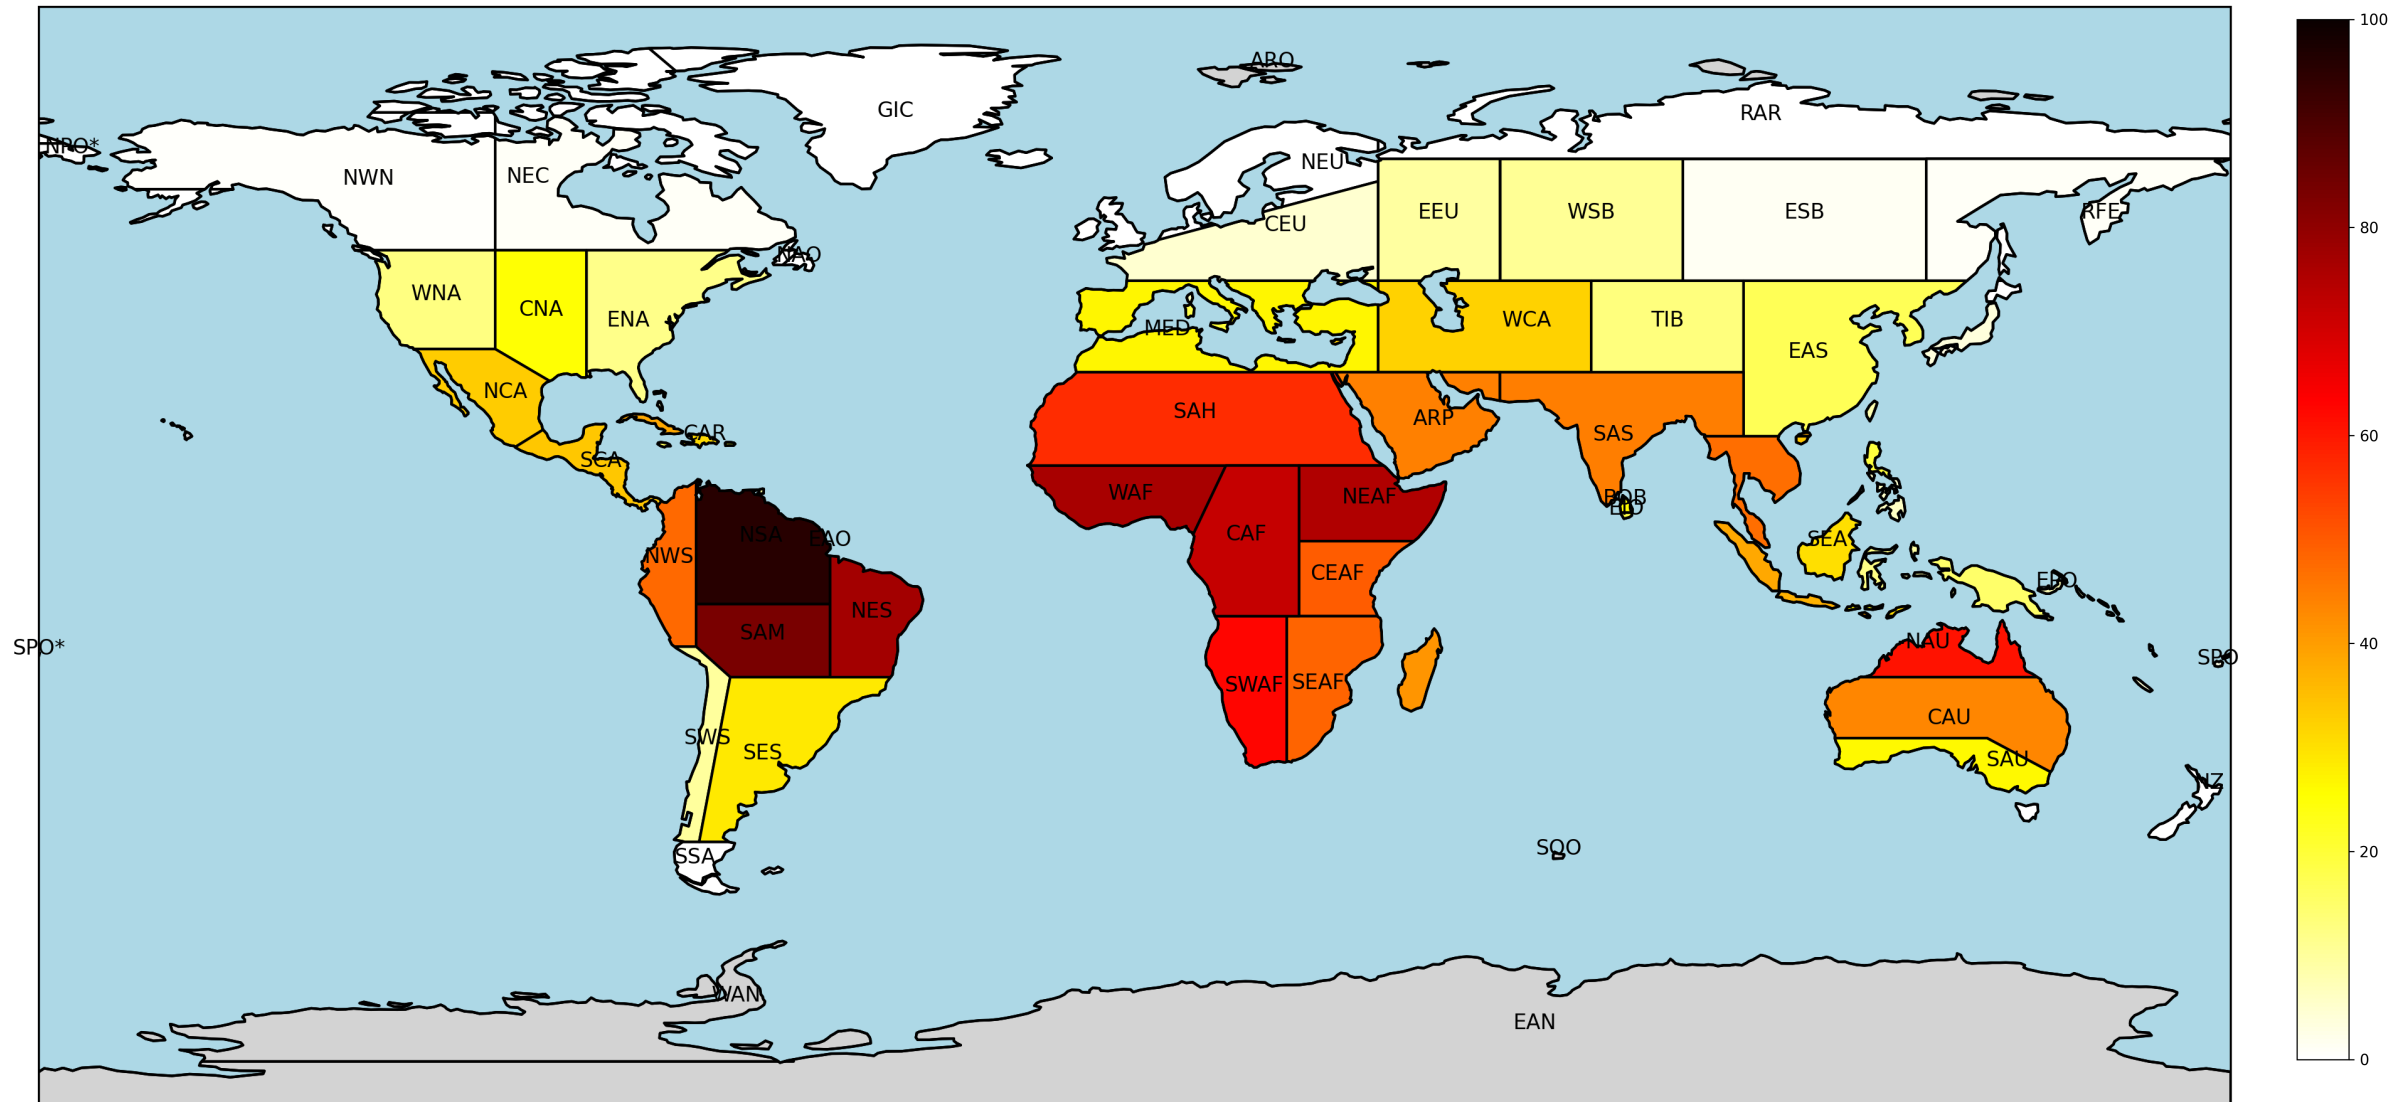 100
ARO
GIC
RAR
NPO*
NEU
NWN
NEC
EEU
WSB
ESB
RFE
CEU
80
NAO
WNA
CNA
ENA
WCA
TIB
MED
EAS
NCA
SAH
ARP
CAR
SAS
60
SCA
WAF
NEAF
BOB
EIO
NSA
EAO
CAF
SEA
NWS
CEAF
EPO
NES
SAM
NAU
40
SPO*
SPO
SWAF
SEAF
CAU
SWS
SES
SAU
NZ
SOO
20
SSA
WAN
EAN
0